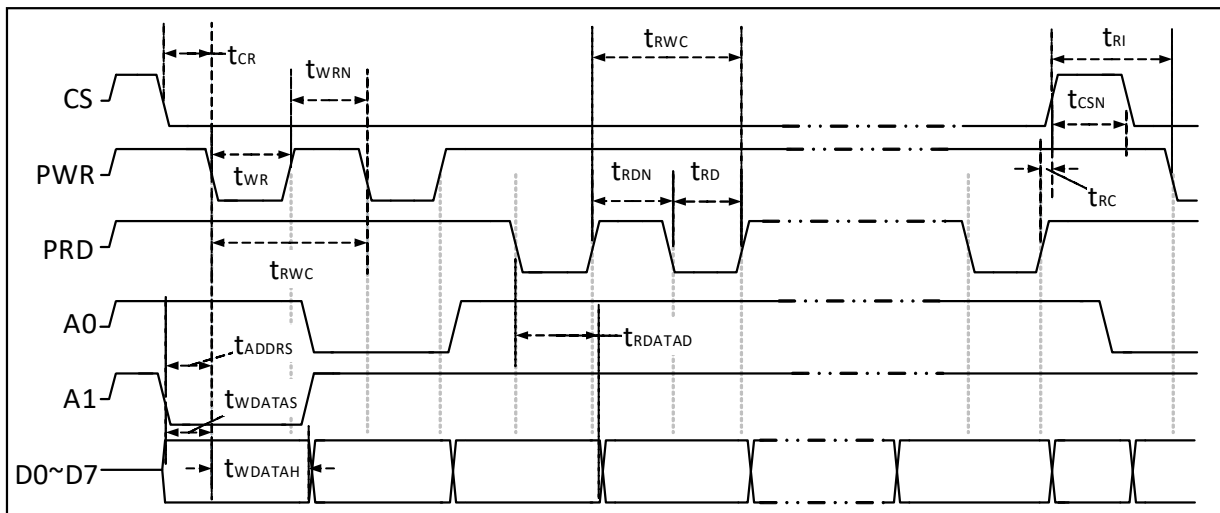 tCR
tRWC
tRI
tWRN
CS
tCSN
PWR
tWR
tRDN
tRD
tRC
PRD
tRWC
A0
tADDRS
tRDATAD
A1
tWDATAS
D0~D7
tWDATAH